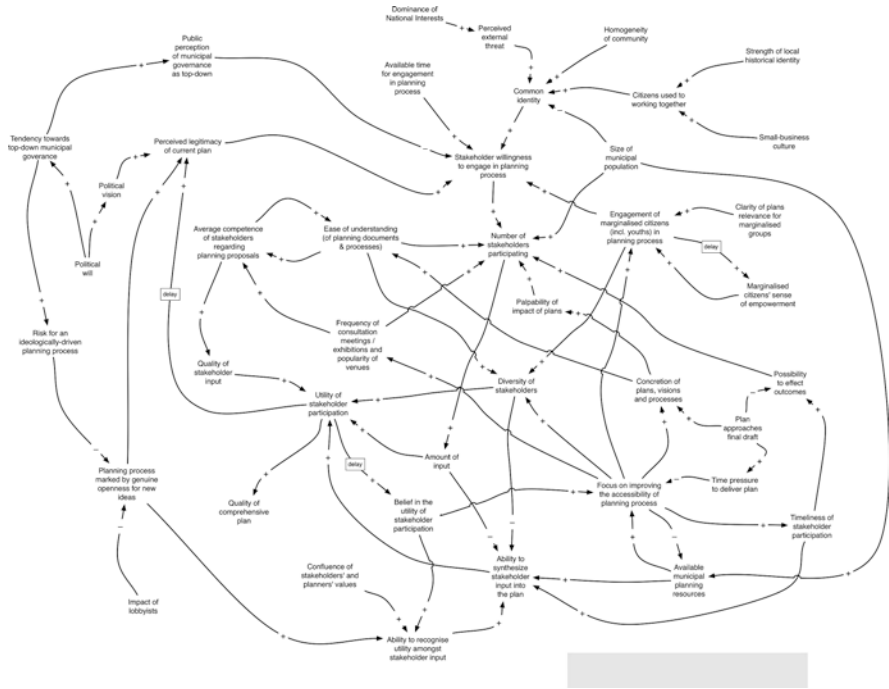 Dominance of
National Interests
Perceived
external
threat
Homogeneity
of community
Public
perception
of municipal
governance
as top-down
Strength of local
historical identity
Available time
for engagement
in planning
process
Common
identity
Citizens used to
working together
Tendency towards
top-down municipal
goverance
Perceived legitimacy
of current plan
Small-business
culture
Stakeholder willingness
to engage in planning
process
Size of
municipal
population
Political
vision
Average competence
of stakeholders
regarding
planning proposals
Ease of understanding
(of planning documents
& processes)
Number of
stakeholders
participating
Engagement of
marginalised citizens
(incl. youths) in
planning process
Clarity of plans
relevance for
marginalised
groups
delay
Political
will
delay
Marginalised
citizens' sense
of empowerment
Palpability of
impact of plans
Risk for an
ideologically-driven
planning process
Frequency of
consultation
meetings /
exhibitions and
popularity of
venues
Quality of
stakeholder
input
Utility of
stakeholder
participation
Diversity of
stakeholders
Concretion of
plans, visions
and processes
Possibility
to effect
outcomes
Plan
approaches
final draft
Amount of
input
delay
Planning process
marked by genuine
openness for new
ideas
Quality of
comprehensive
plan
Belief in the
utility of
stakeholder
participation
Focus on improving
the accessibility of
planning process
Time pressure
to deliver plan
Timeliness of
stakeholder
participation
Confluence of
stakeholders' and
planners' values
Ability to
synthesize
stakeholder
input into
the plan
Available
municipal
planning
resources
Impact of
lobbyists
Ability to recognise
utility amongst
stakeholder input